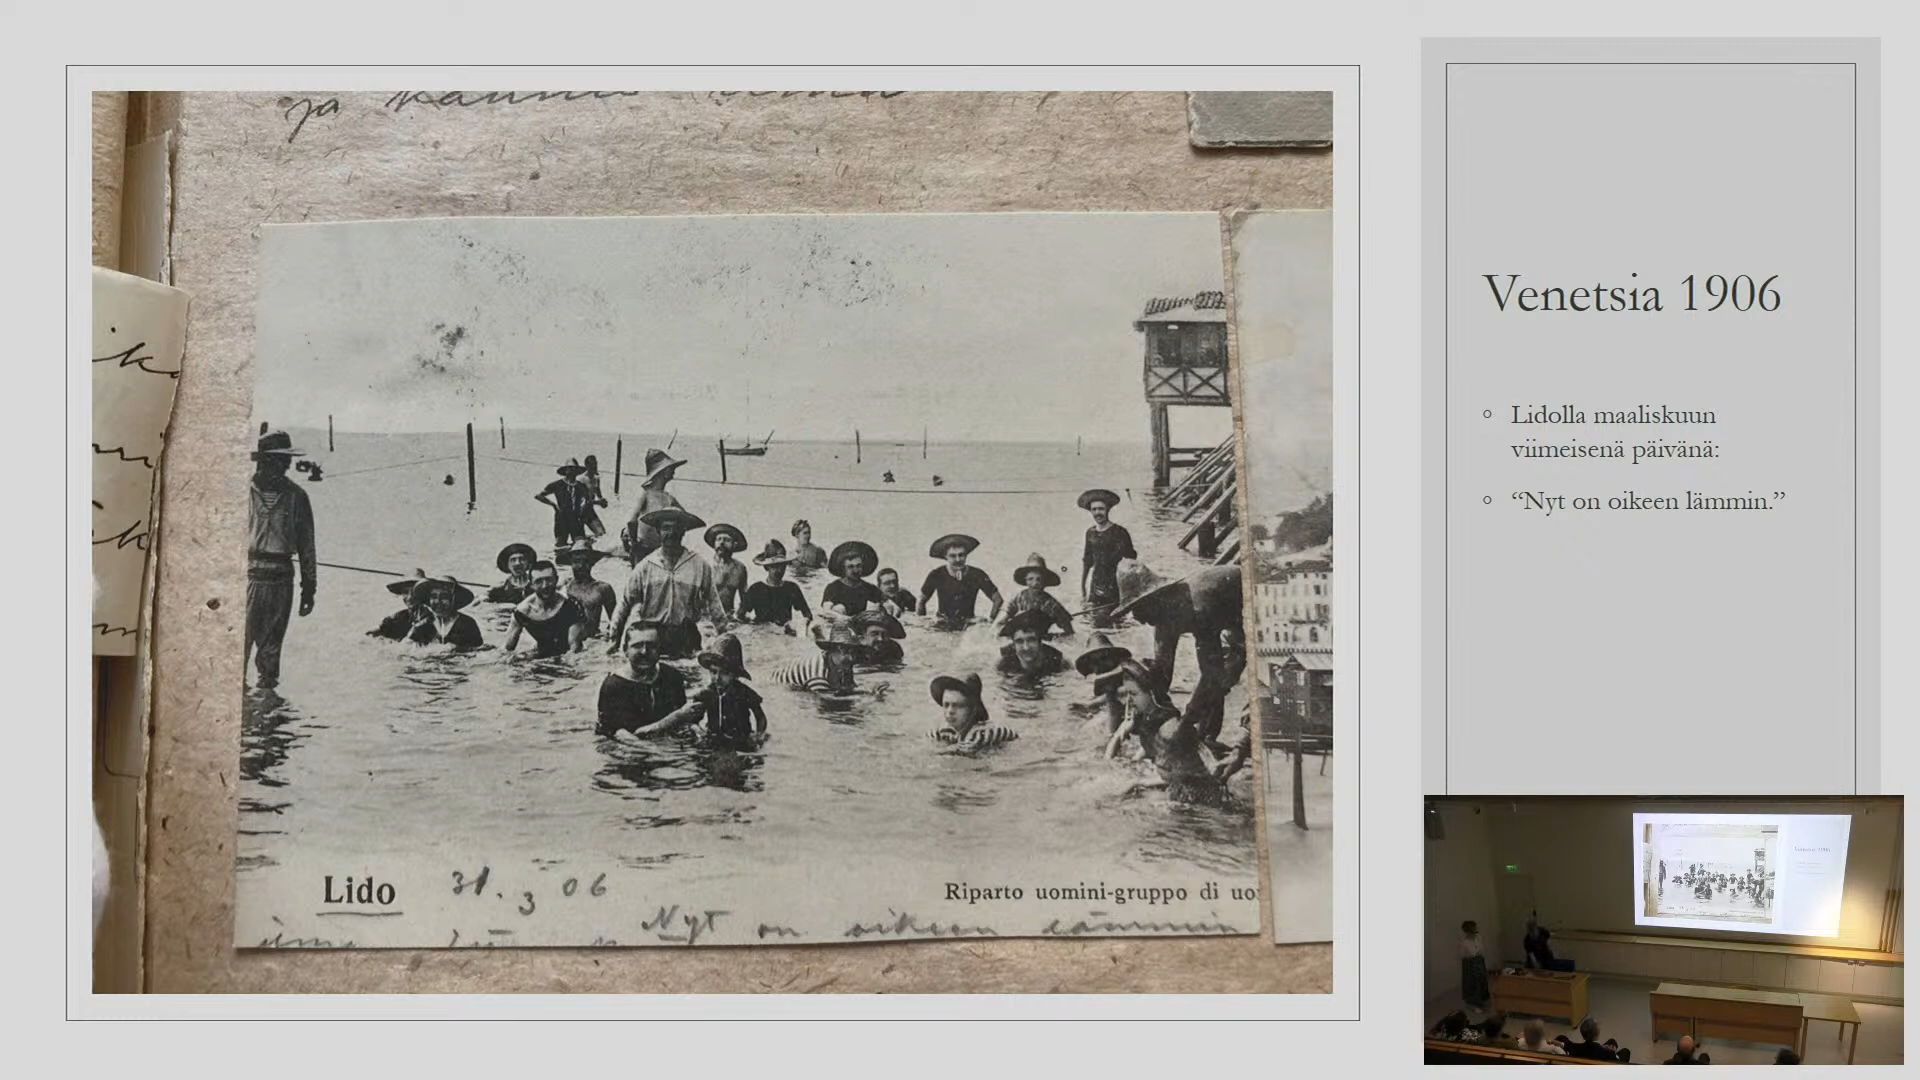 ja
Lido 31. 3 06
Riparto uomini-gruppo di uo
Nyt on oikeen lämmin
Venetsia 1906
Lidolla maaliskuun
viimeisenä päivänä:
“Nyt on oikeen lämmin.”